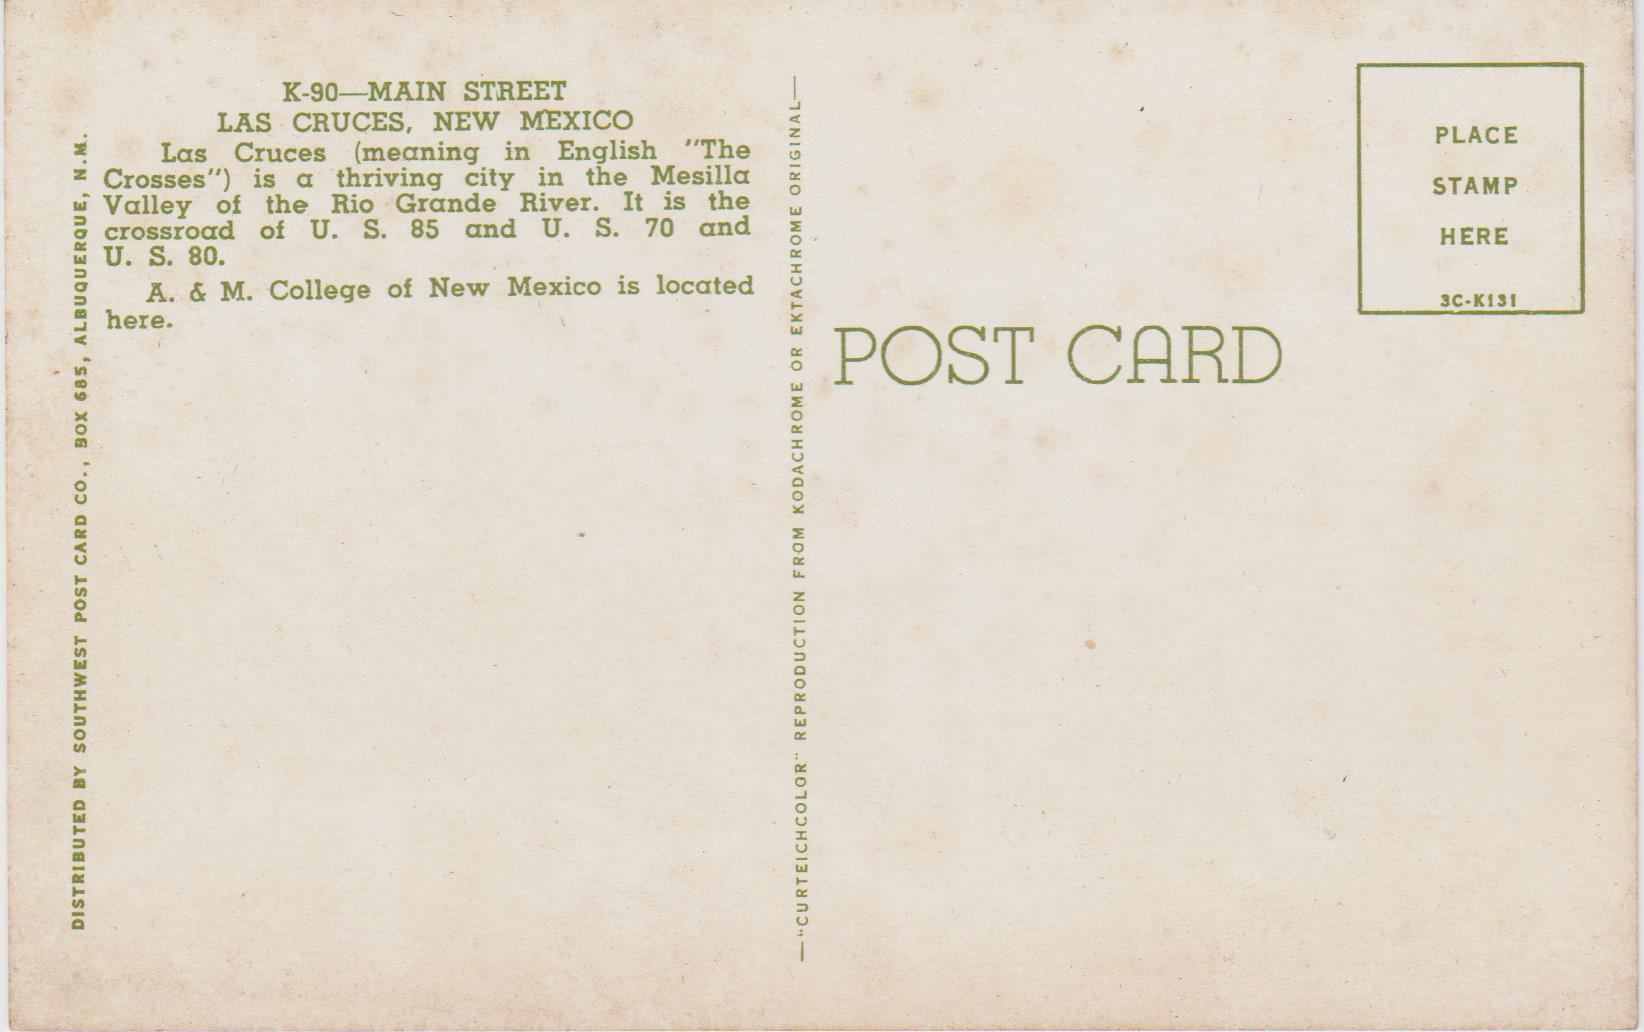 K-90—MAIN STREET
LAS CRUCES, NEW MEXICO
Las Cruces (meaning in English "The
Crosses") is a thriving city in the Mesilla
Valley of the Rio Grande River. It is the
crossroad of U. S. 85 and U. S. 70 and
U. S. 80.
A. & M. College of New Mexico is located
here.
DISTRIBUTED BY SOUTHWEST POST CARD CO., BOX 685, ALBUQUERQUE, N.M.
—"CURTEICHCOLOR" REPRODUCTION FROM KODACHROME OR EKTACHROME ORIGINAL—
POST CARD
PLACE
STAMP
HERE
3C-K131